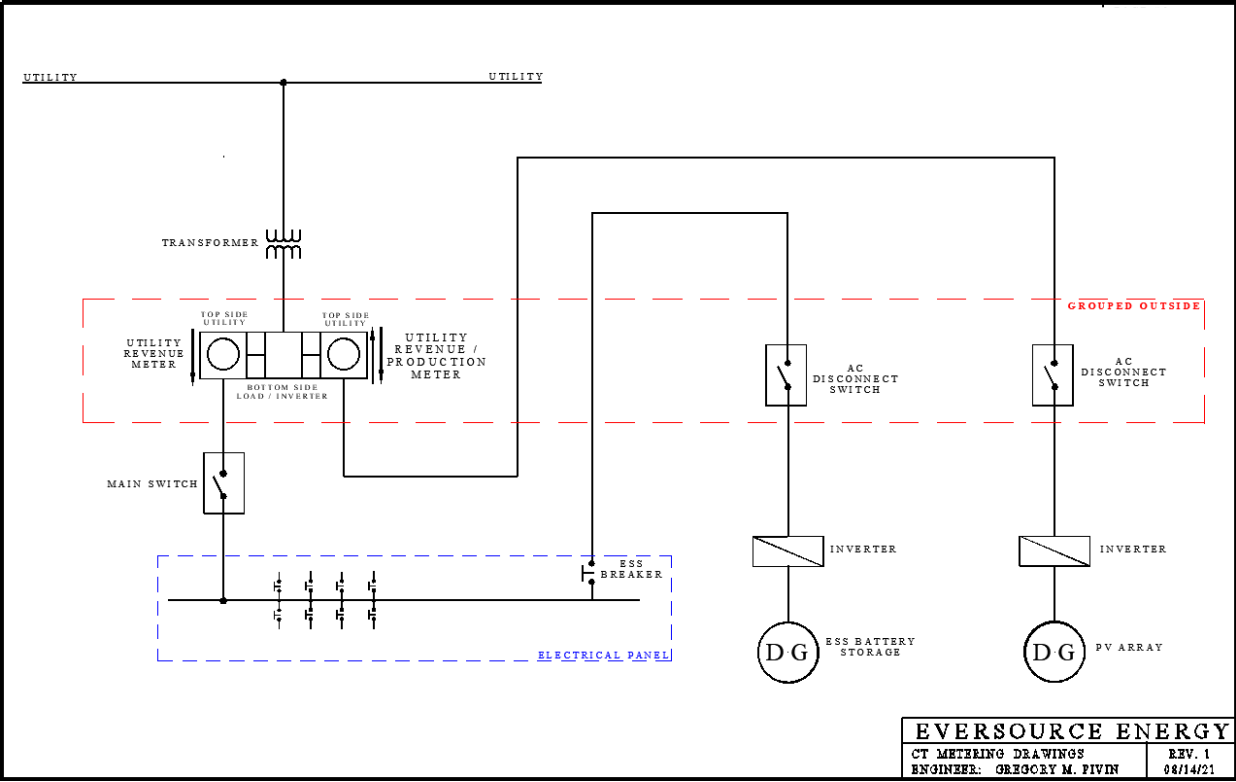 UTILITY
UTILITY
TRANSFORMER
GROUPED OUTSIDE
TOP SIDE
UTILITY
TOP SIDE
UTILITY
UTILITY
REVENUE
METER
UTILITY
REVENUE /
PRODUCTION
METER
BOTTOM SIDE
LOAD / INVERTER
AC
DISCONNECT
SWITCH
AC
DISCONNECT
SWITCH
MAIN SWITCH
INVERTER
INVERTER
ESS
BREAKER
ELECTRICAL PANEL
D·G
ESS BATTERY
STORAGE
D·G
PV ARRAY
EVERSOURCE ENERGY
CT METERING DRAWINGS
ENGINEER: GREGORY M. PIVIN
REV. 1
08/14/21